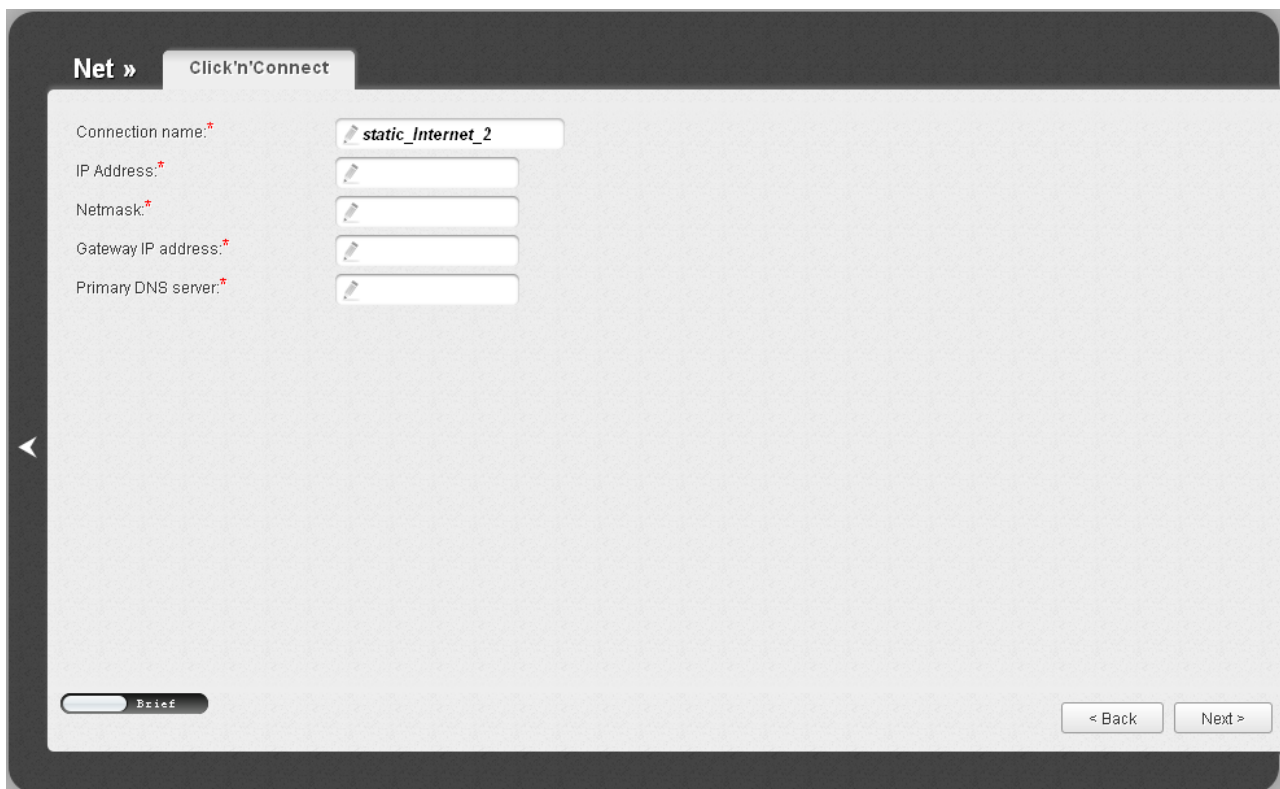 Net » Click'n'Connect
Connection name:* static_Internet_2
IP Address:*
Netmask:*
Gateway IP address:*
Primary DNS server:*
Brief
< Back Next >